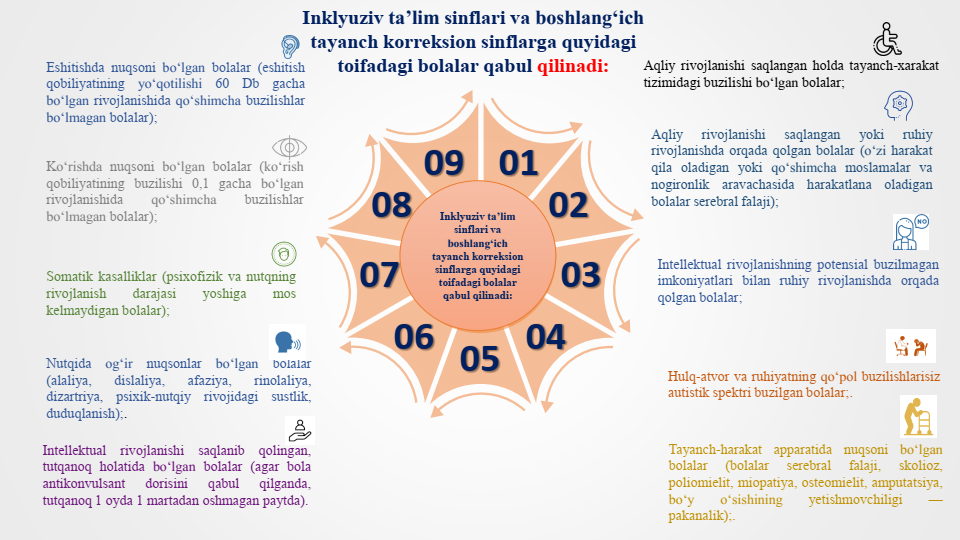 Inklyuziv ta’lim sinflari va boshlang‘ich
tayanch korreksion sinflarga quyidagi
toifadagi bolalar qabul qilinadi:
Eshitishda nuqsoni bo‘lgan bolalar (eshitish
qobiliyatining yo‘qotilishi 60 Db gacha
bo‘lgan rivojlanishida qo‘shimcha buzilishlar
bo‘lmagan bolalar);
Ko‘rishda nuqsoni bo‘lgan bolalar (ko‘rish
qobiliyatining buzilishi 0,1 gacha bo‘lgan
rivojlanishida qo‘shimcha buzilishlar
bo‘lmagan bolalar);
Somatik kasalliklar (psixofizik va nutqning
rivojlanish darajasi yoshiga mos
kelmaydigan bolalar);
Nutqida og‘ir nuqsonlar bo‘lgan bolalar
(alaliya, dislaliya, afaziya, rinolaliya,
dizartriya, psixik-nutqiy rivojidagi sustlik,
duduqlanish);.
Intellektual rivojlanishi saqlanib qolingan,
tutqanoq holatida bo‘lgan bolalar (agar bola
antikonvulsant dorisini qabul qilganda,
tutqanoq 1 oyda 1 martadan oshmagan paytda).
09
01
08
02
07
03
06
04
05
Inklyuziv ta’lim
sinflari va
boshlang‘ich
tayanch korreksion
sinflarga quyidagi
toifadagi bolalar
qabul qilinadi:
Aqliy rivojlanishi saqlangan holda tayanch-xarakat
tizimidagi buzilishi bo‘lgan bolalar;
Aqliy rivojlanishi saqlangan yoki ruhiy
rivojlanishda orqada qolgan bolalar (o‘zi harakat
qila oladigan yoki qo‘shimcha moslamalar va
nogironlik aravachasida harakatlana oladigan
bolalar serebral falaji);
NO
Intellektual rivojlanishning potensial buzilmagan
imkoniyatlari bilan ruhiy rivojlanishda orqada
qolgan bolalar;
Hulq-atvor va ruhiyatning qo‘pol buzilishlarisiz
autistik spektri buzilgan bolalar;.
Tayanch-harakat apparatida nuqsoni bo‘lgan
bolalar (bolalar serebral falaji, skolioz,
poliomielit, miopatiya, osteomielit, amputatsiya,
bo‘y o‘sishining yetishmovchiligi —
pakanalik);.